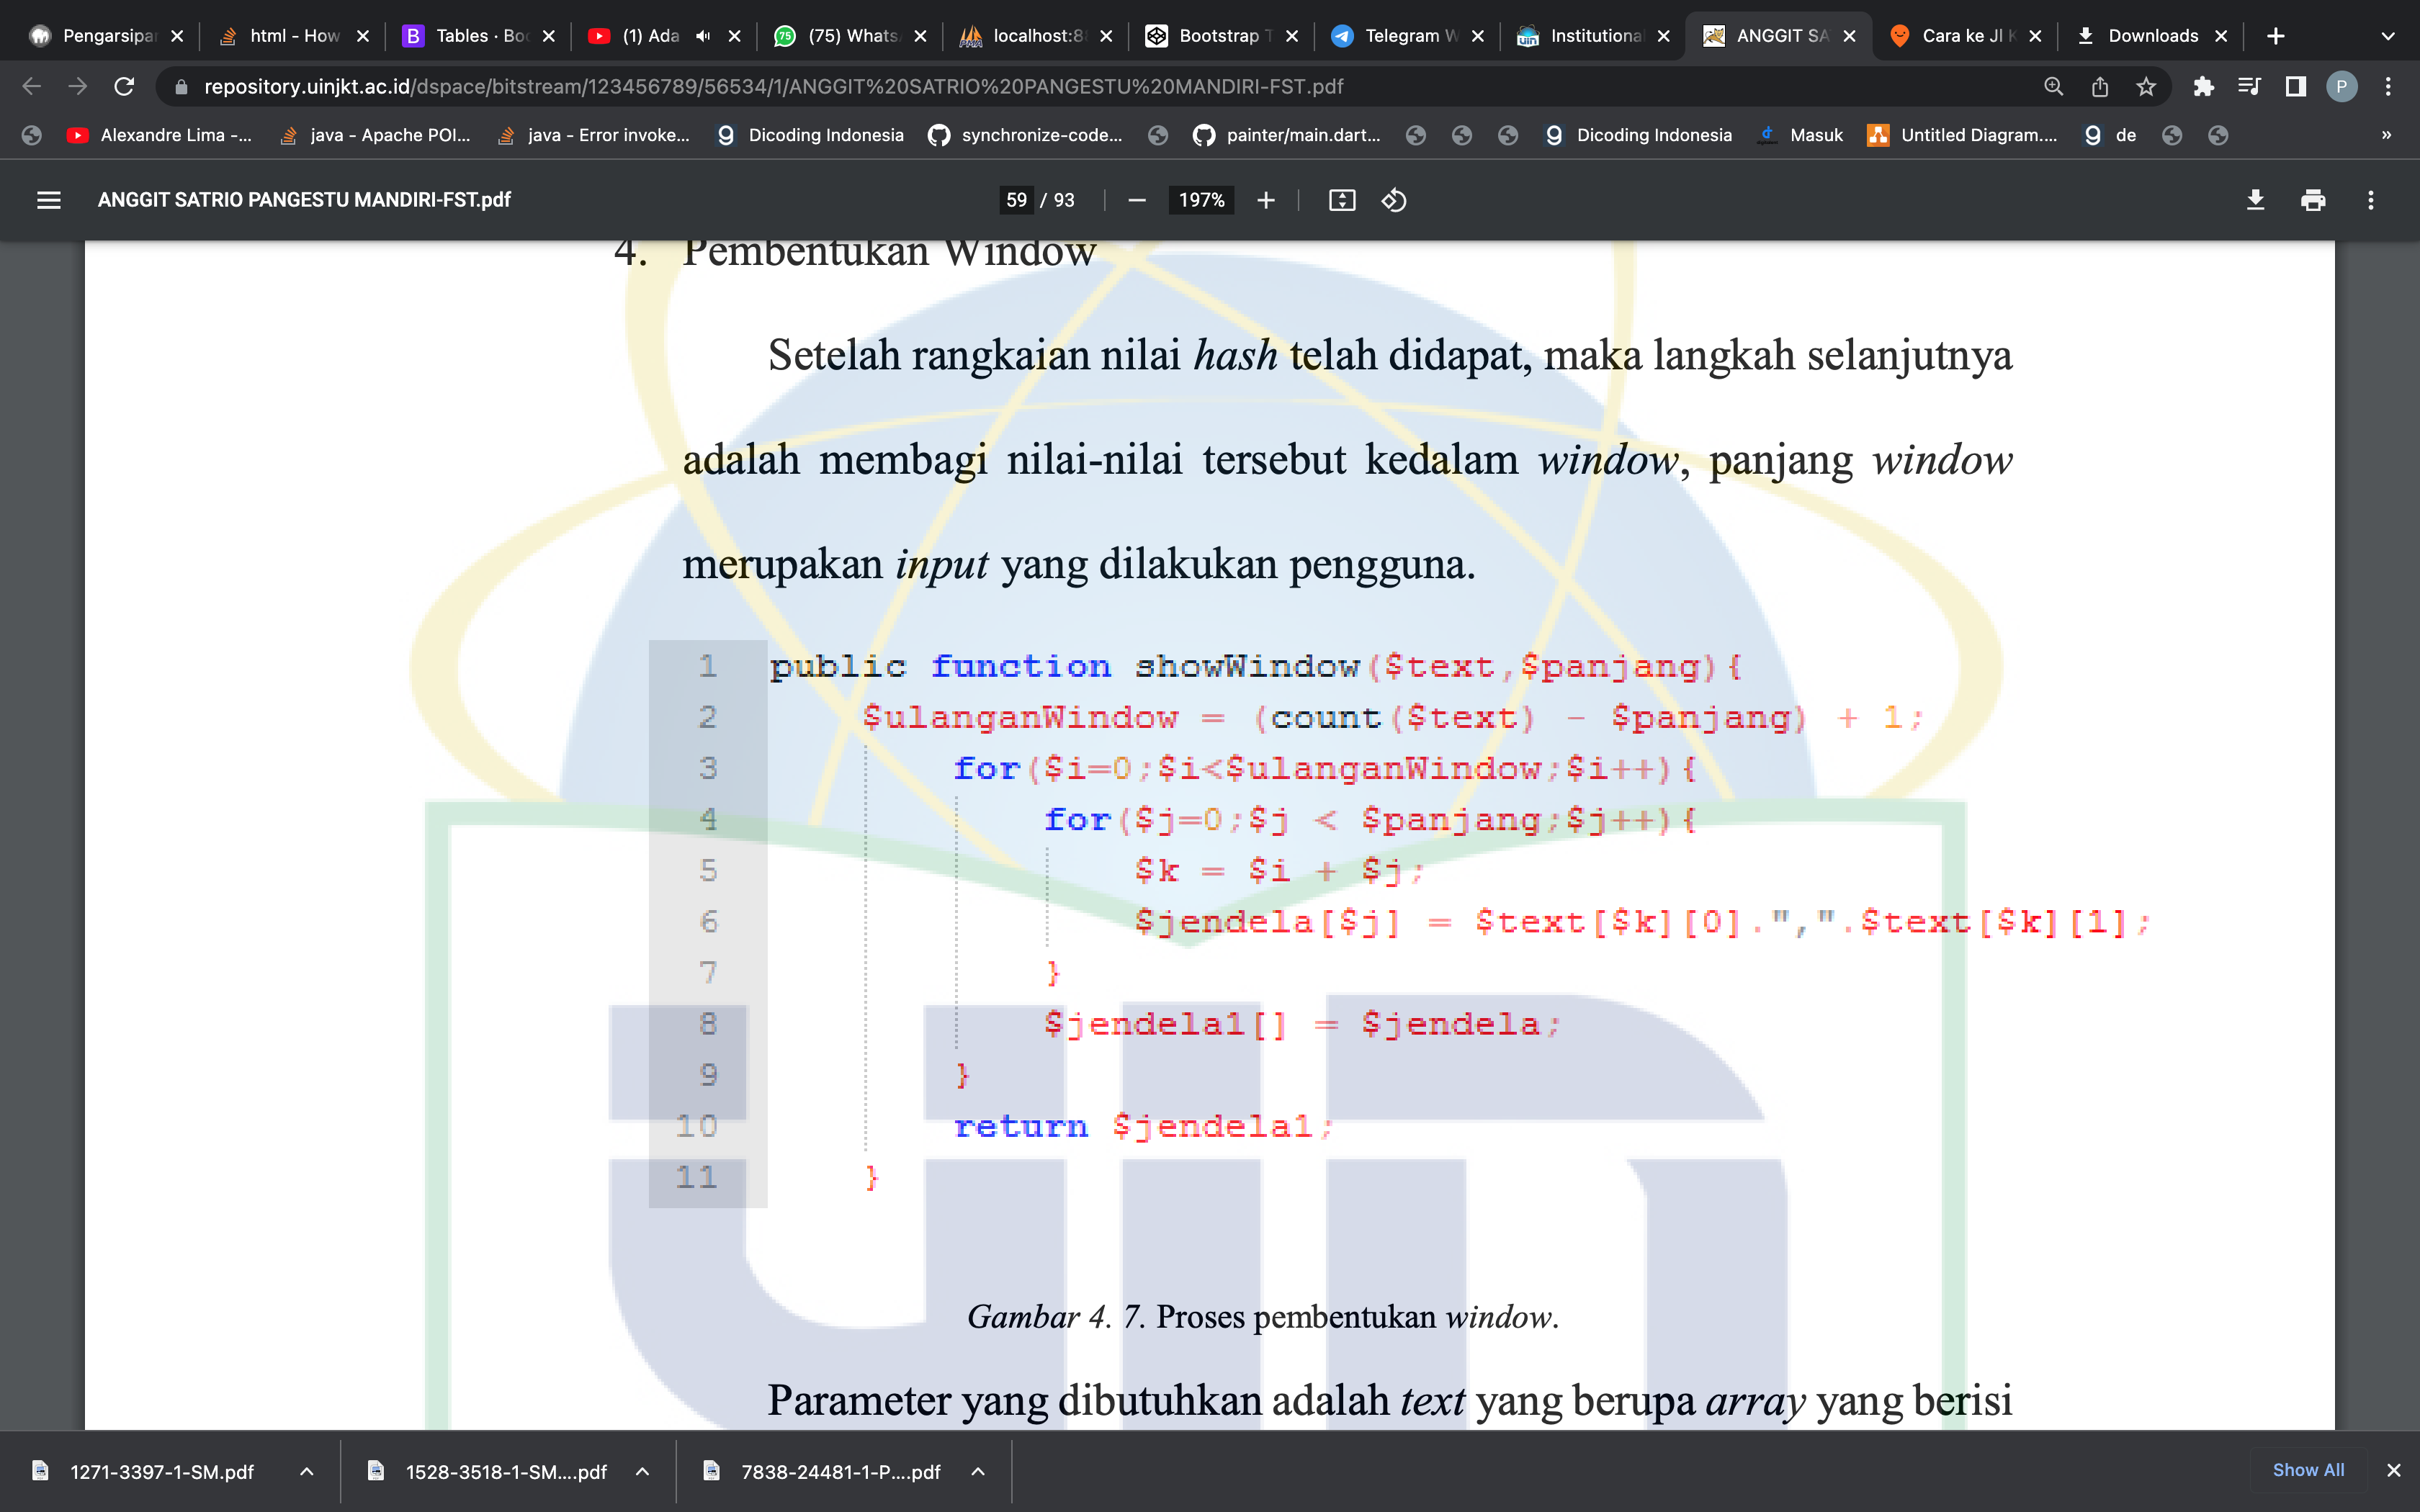 Pengarsipar
html - How
Tables · Boo
(1) Ada
(75) Whats
localhost:8
Bootstrap T
Telegram W
Institutiona
ANGGIT SA
Cara ke Jl K
Downloads
repository.uinjkt.ac.id/dspace/bitstream/123456789/56534/1/ANGGIT%20SATRIO%20PANGESTU%20MANDIRI-FST.pdf
P
Alexandre Lima -...
java - Apache POI...
java - Error invoke...
Dicoding Indonesia
synchronize-code...
painter/main.dart...
Dicoding Indonesia
Masuk
Untitled Diagram....
de
»
ANGGIT SATRIO PANGESTU MANDIRI-FST.pdf
59 / 93
197%
4. Pembentukan Window
Setelah rangkaian nilai hash telah didapat, maka langkah selanjutnya
adalah membagi nilai-nilai tersebut kedalam window, panjang window
merupakan input yang dilakukan pengguna.
1 public function showWindow($text,$panjang){
2 $ulanganWindow = (count($text) - $panjang) + 1;
3 for($i=0;$i<$ulanganWindow;$i++){
4 for($j=0;$j < $panjang;$j++){
5 $k = $i + $j;
6 $jendela[$j] = $text[$k][0].",".$text[$k][1];
7 }
8 $jendela1[] = $jendela;
9 }
10 return $jendela1;
11 }
Gambar 4. 7. Proses pembentukan window.
Parameter yang dibutuhkan adalah text yang berupa array yang berisi
uin
1271-3397-1-SM.pdf
1528-3518-1-SM....pdf
7838-24481-1-P....pdf
Show All